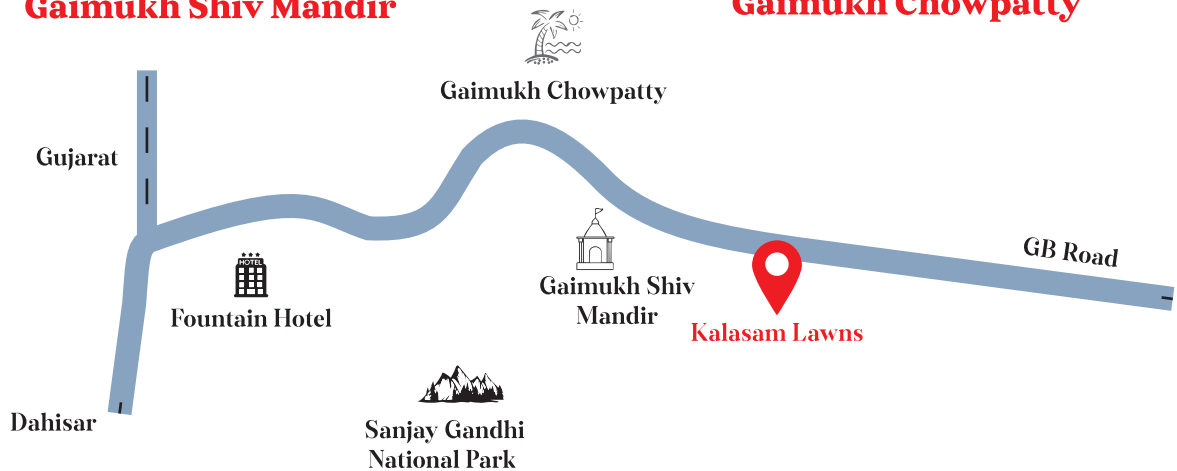 Gaimukh Shiv Mandir
Gaimukh Chowpatty
Gaimukh Chowpatty
Gujarat
GB Road
HOTEL
Fountain Hotel
Gaimukh Shiv
Mandir
Kalasam Lawns
Dahisar
Sanjay Gandhi
National Park